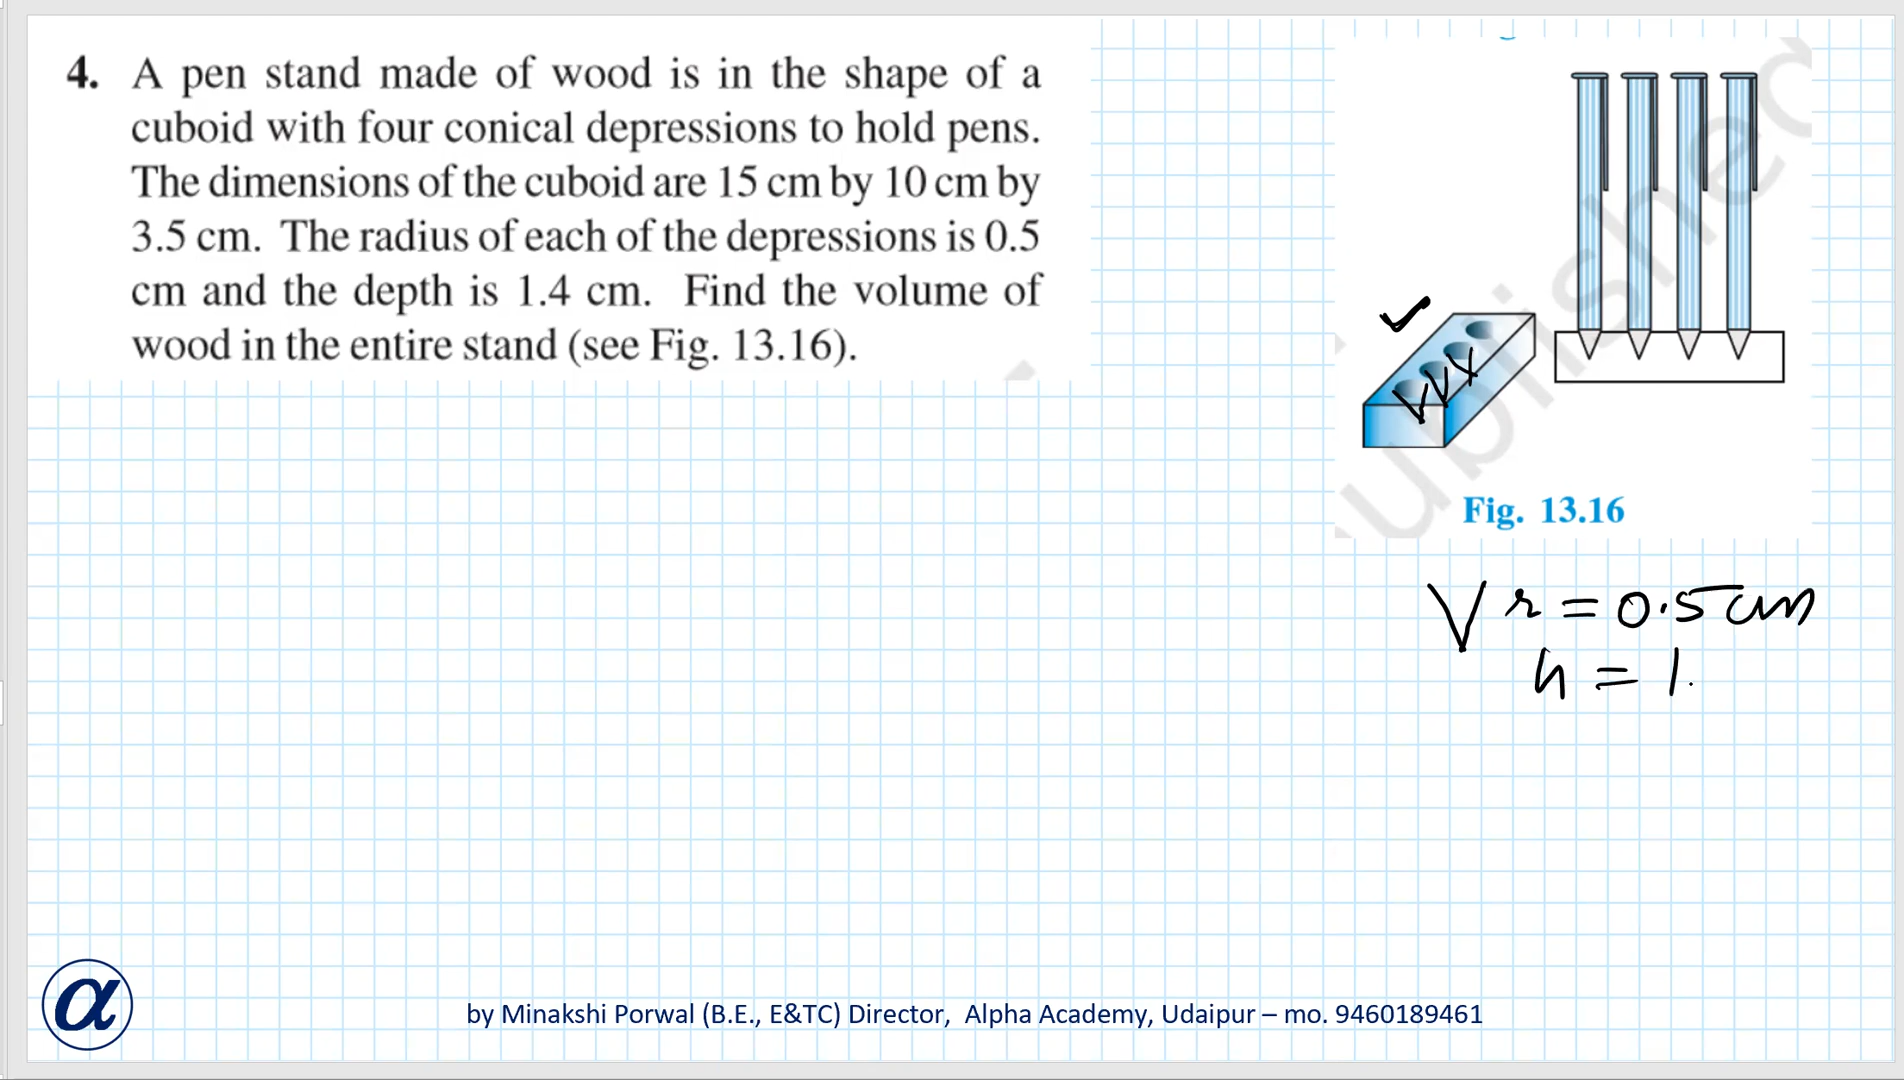 4. A pen stand made of wood is in the shape of a
cuboid with four conical depressions to hold pens.
The dimensions of the cuboid are 15 cm by 10 cm by
3.5 cm. The radius of each of the depressions is 0.5
cm and the depth is 1.4 cm. Find the volume of
wood in the entire stand (see Fig. 13.16).
Fig. 13.16
r = 0.5 cm
h = 1.
α
by Minakshi Porwal (B.E., E&TC) Director, Alpha Academy, Udaipur – mo. 9460189461